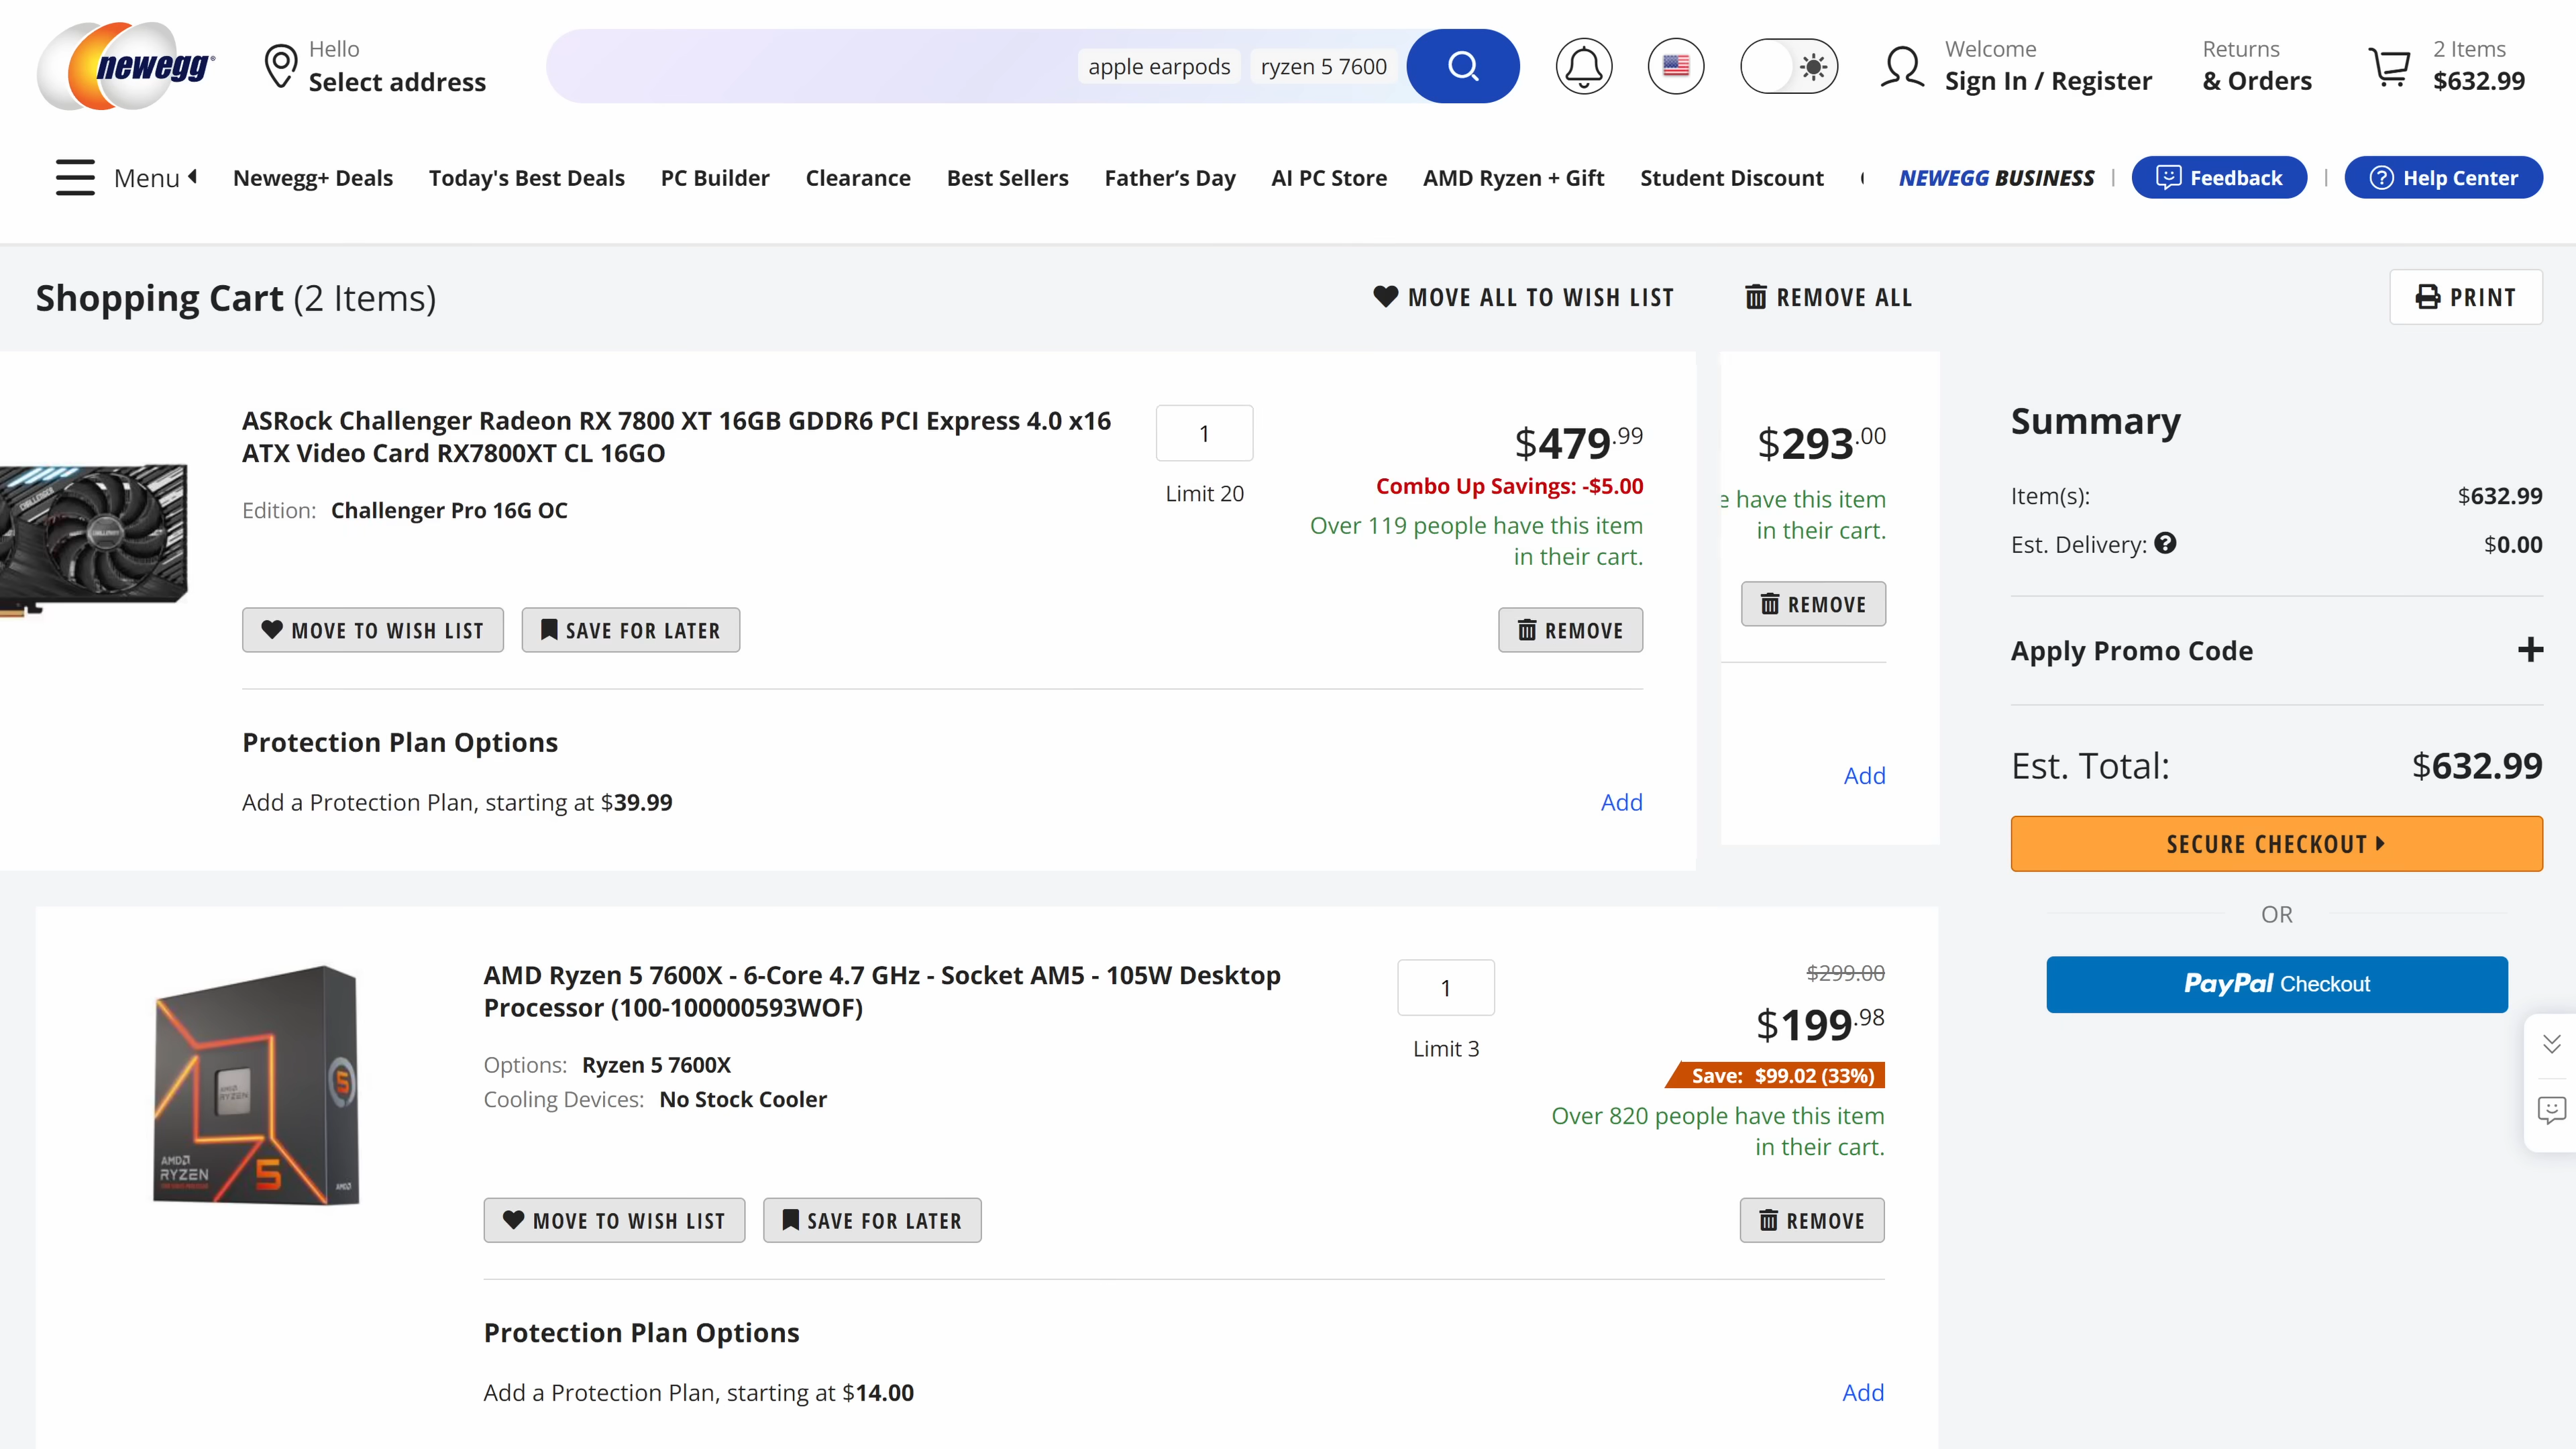 newegg
Hello
Select address
apple earpods
ryzen 5 7600
Welcome
Sign In / Register
Returns
& Orders
2 Items
$632.99
Menu
Newegg+ Deals
Today's Best Deals
PC Builder
Clearance
Best Sellers
Father’s Day
AI PC Store
AMD Ryzen + Gift
Student Discount
NEWEGG BUSINESS
Feedback
Help Center
Shopping Cart (2 Items)
MOVE ALL TO WISH LIST
REMOVE ALL
PRINT
ASRock Challenger Radeon RX 7800 XT 16GB GDDR6 PCI Express 4.0 x16
ATX Video Card RX7800XT CL 16GO
Edition: Challenger Pro 16G OC
1
Limit 20
$479.99
Combo Up Savings: -$5.00
Over 119 people have this item
in their cart.
MOVE TO WISH LIST
SAVE FOR LATER
REMOVE
Protection Plan Options
Add a Protection Plan, starting at $39.99
Add
$293.00
e have this item
in their cart.
REMOVE
Add
Summary
Item(s): $632.99
Est. Delivery: $0.00
Apply Promo Code
Est. Total: $632.99
SECURE CHECKOUT
OR
PayPal Checkout
AMD RYZEN 5
AMD Ryzen 5 7600X - 6-Core 4.7 GHz - Socket AM5 - 105W Desktop
Processor (100-100000593WOF)
Options: Ryzen 5 7600X
Cooling Devices: No Stock Cooler
1
Limit 3
$299.00
$199.98
Save: $99.02 (33%)
Over 820 people have this item
in their cart.
MOVE TO WISH LIST
SAVE FOR LATER
REMOVE
Protection Plan Options
Add a Protection Plan, starting at $14.00
Add